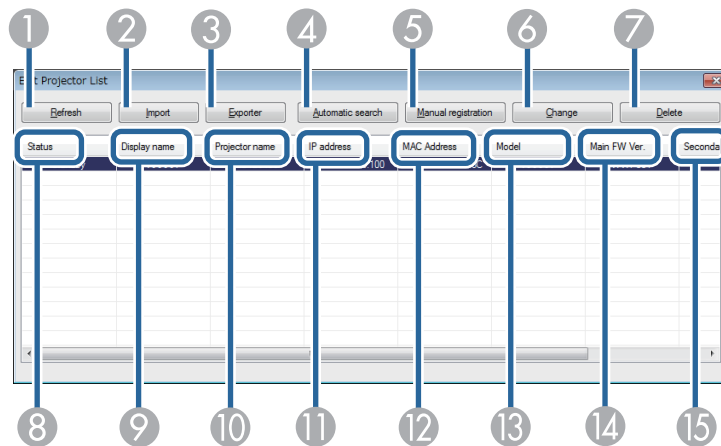 1 2 3 4 5 6 7
Edit Projector List
Refresh Import Exporter Automatic search Manual registration Change Delete
Status Display name Projector name IP address MAC Address Model Main FW Ver. Seconda
100 C
8 9 10 11 12 13 14 15